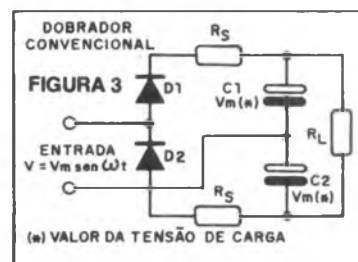 DOBRADOR
CONVENCIONAL
FIGURA 3
RS
D1
C1
Vm(*)
RL
ENTRADA
V = Vm sen ωt
D2
C2
Vm(*)
RS
(*) VALOR DA TENSÃO DE CARGA